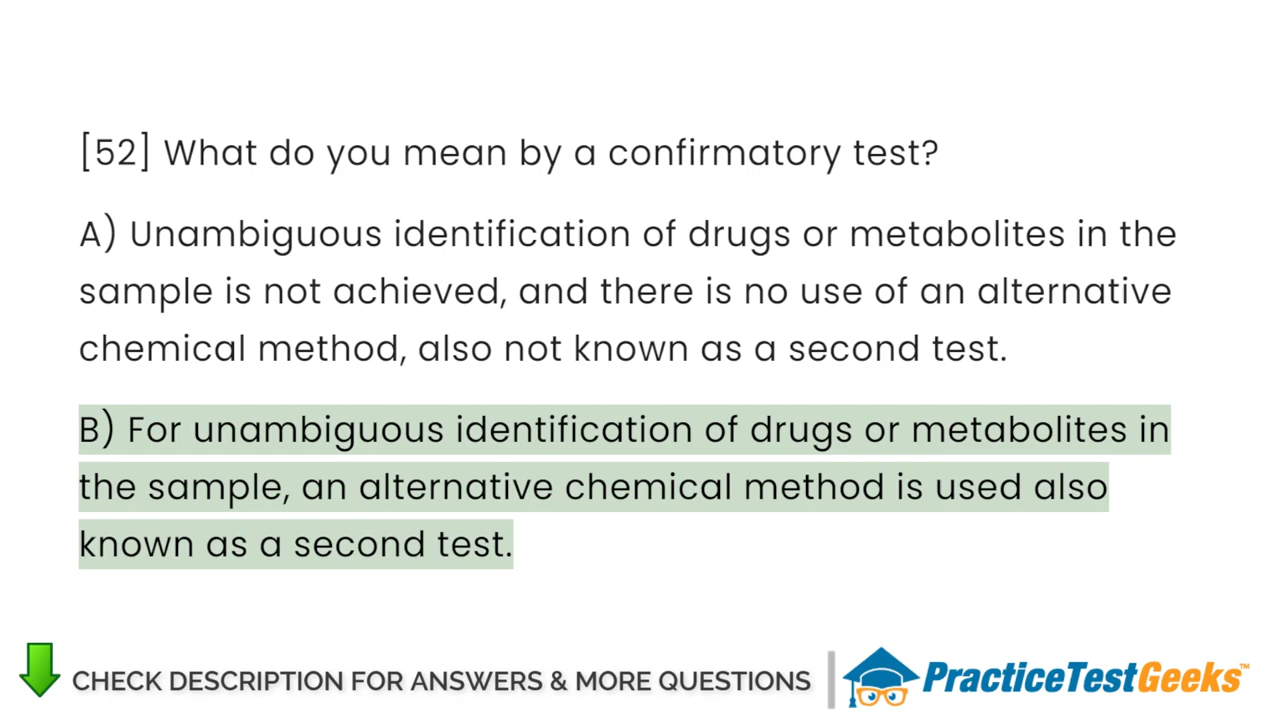 [52] What do you mean by a confirmatory test?
A) Unambiguous identification of drugs or metabolites in the
sample is not achieved, and there is no use of an alternative
chemical method, also not known as a second test.
B) For unambiguous identification of drugs or metabolites in
the sample, an alternative chemical method is used also
known as a second test.
CHECK DESCRIPTION FOR ANSWERS & MORE QUESTIONS
PracticeTestGeeks™